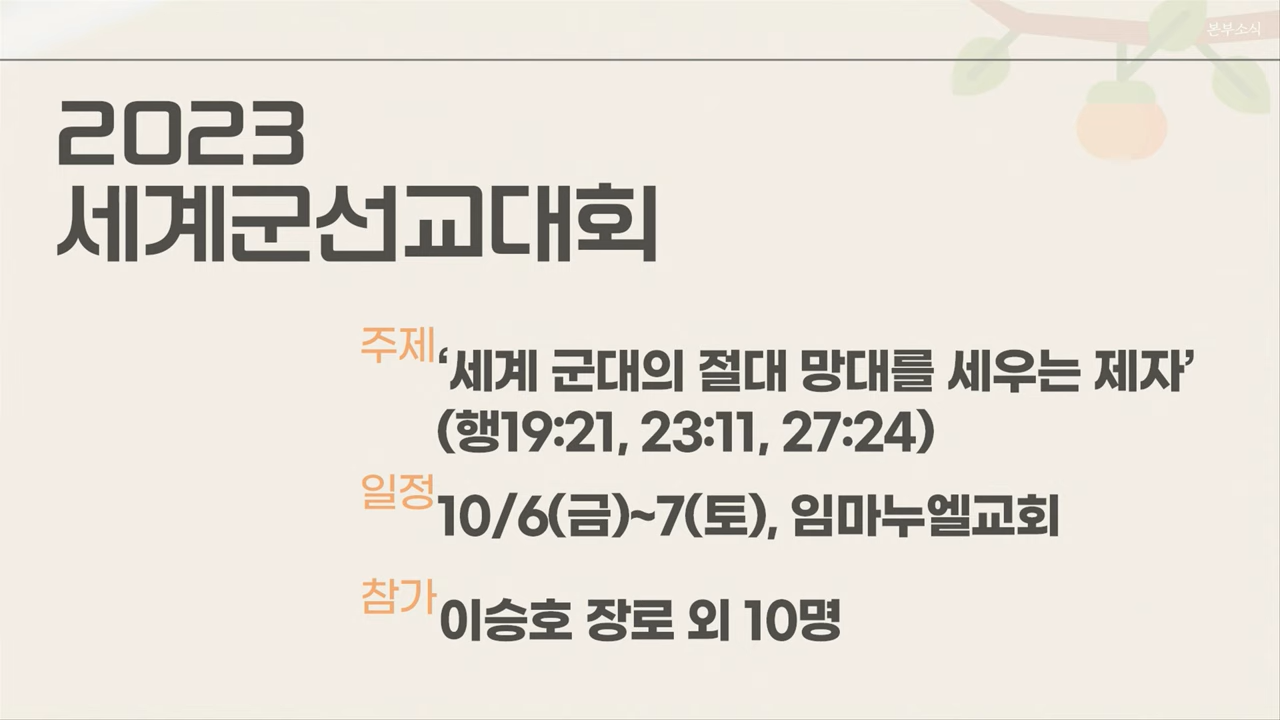 본부소식
2023
세계군선교대회
주제 ‘세계 군대의 절대 망대를 세우는 제자’
(행19:21, 23:11, 27:24)
일정 10/6(금)~7(토), 임마누엘교회
참가 이승호 장로 외 10명